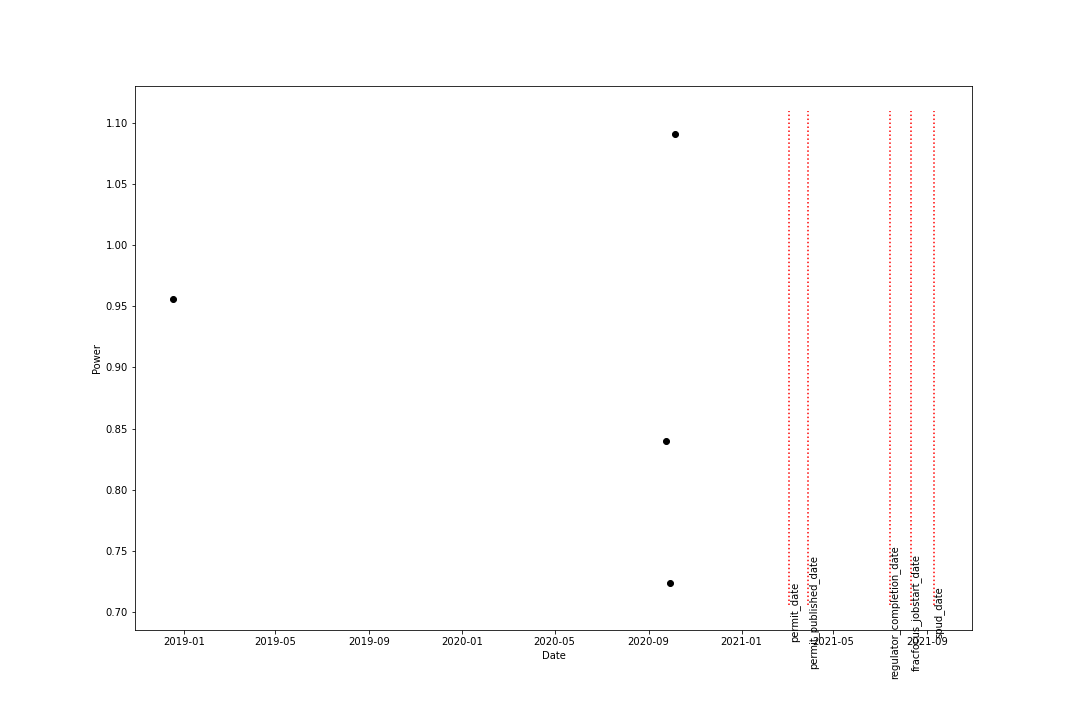 1.10
1.05
1.00
0.95
0.90
0.85
0.80
0.75
0.70
Power
permit_date
permit_published_date
regulator_completion_date
fracfocus_jobstart_date
spud_date
2019-01
2019-05
2019-09
2020-01
2020-05
2020-09
2021-01
2021-05
2021-09
Date